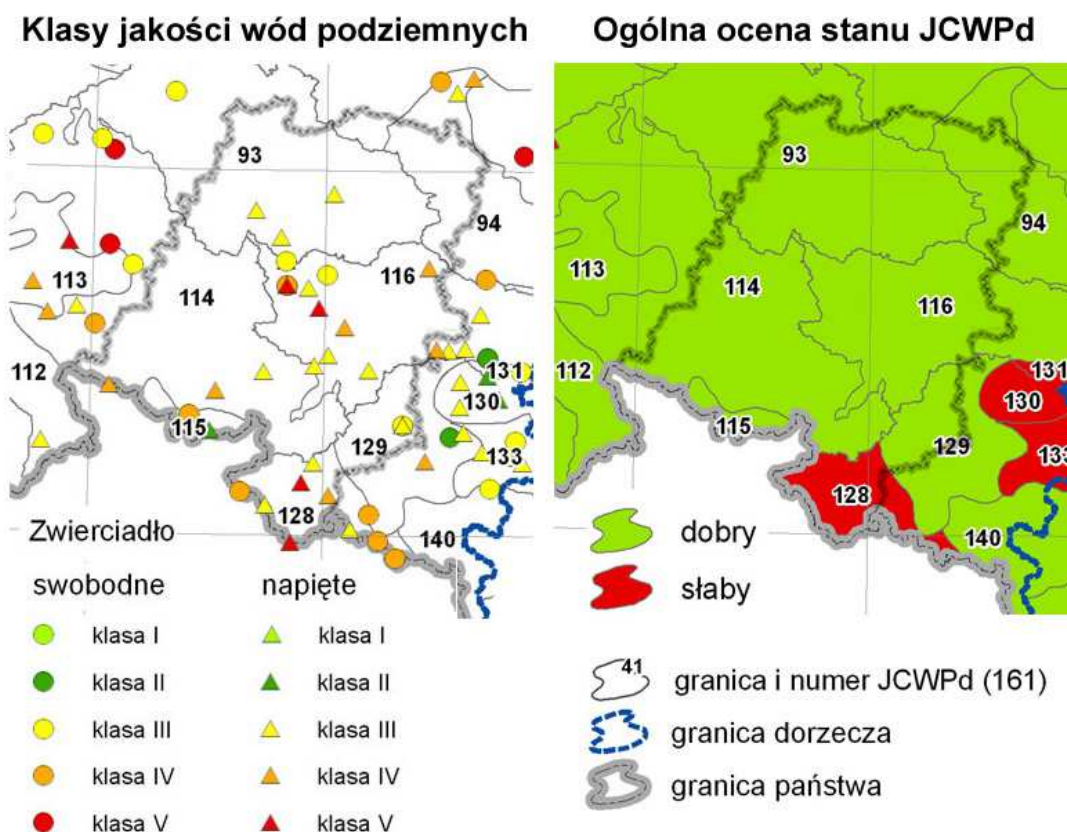 Klasy jakości wód podziemnych
Ogólna ocena stanu JCWPd
93
94
113
114
116
112
131
130
115
129
133
128
140
Zwierciadło
swobodne
napięte
klasa I
klasa I
klasa II
klasa II
klasa III
klasa III
klasa IV
klasa IV
klasa V
klasa V
93
94
113
114
116
112
131
130
115
129
133
128
140
dobry
słaby
41
granica i numer JCWPd (161)
granica dorzecza
granica państwa